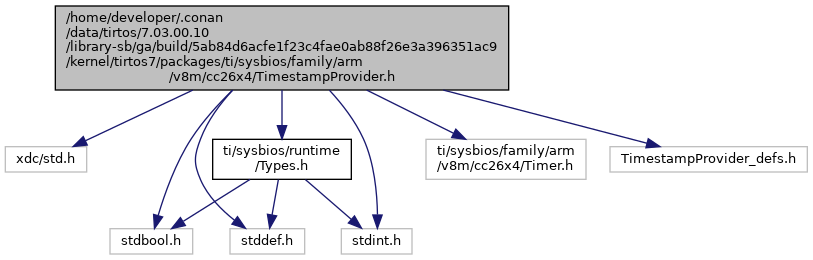 /home/developer/.conan
/data/tirtos/7.03.00.10
/library-sb/ga/build/5ab84d6acfe1f23c4fae0ab88f26e3a396351ac9
/kernel/tirtos7/packages/ti/sysbios/family/arm
/v8m/cc26x4/TimestampProvider.h
xdc/std.h
ti/sysbios/runtime
/Types.h
ti/sysbios/family/arm
/v8m/cc26x4/Timer.h
TimestampProvider_defs.h
stdbool.h
stddef.h
stdint.h